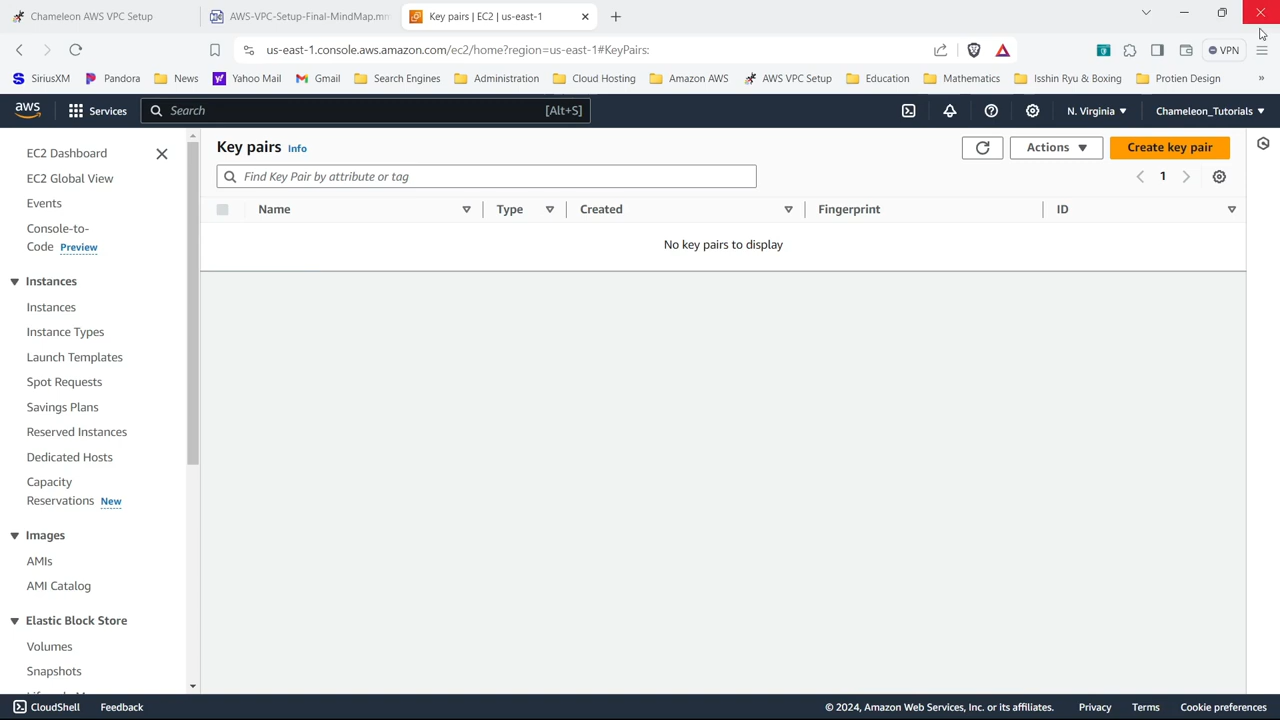 Chameleon AWS VPC Setup
AWS-VPC-Setup-Final-MindMap.mm
Key pairs | EC2 | us-east-1
us-east-1.console.aws.amazon.com/ec2/home?region=us-east-1#KeyPairs:
VPN
SiriusXM
Pandora
News
Yahoo Mail
Gmail
Search Engines
Administration
Cloud Hosting
Amazon AWS
AWS VPC Setup
Education
Mathematics
Isshin Ryu & Boxing
Protien Design
»
aws
Services
Search
[Alt+S]
N. Virginia
Chameleon_Tutorials
EC2 Dashboard
EC2 Global View
Events
Console-to-
Code Preview
Instances
Instances
Instance Types
Launch Templates
Spot Requests
Savings Plans
Reserved Instances
Dedicated Hosts
Capacity
Reservations New
Images
AMIs
AMI Catalog
Elastic Block Store
Volumes
Snapshots
Key pairs Info
Actions
Create key pair
Find Key Pair by attribute or tag
1
Name
Type
Created
Fingerprint
ID
No key pairs to display
CloudShell
Feedback
© 2024, Amazon Web Services, Inc. or its affiliates.
Privacy
Terms
Cookie preferences